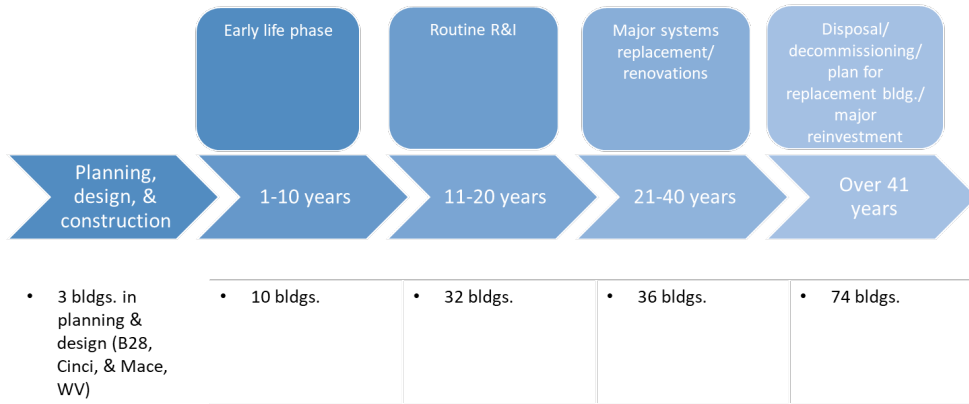 Early life phase
Routine R&I
Major systems
replacement/
renovations
Disposal/
decommissioning/
plan for
replacement bldg./
major
reinvestment
Planning,
design, &
construction
1-10 years
11-20 years
21-40 years
Over 41
years
• 3 bldgs. in
planning &
design (B28,
Cinci, & Mace,
WV)
• 10 bldgs.
• 32 bldgs.
• 36 bldgs.
• 74 bldgs.